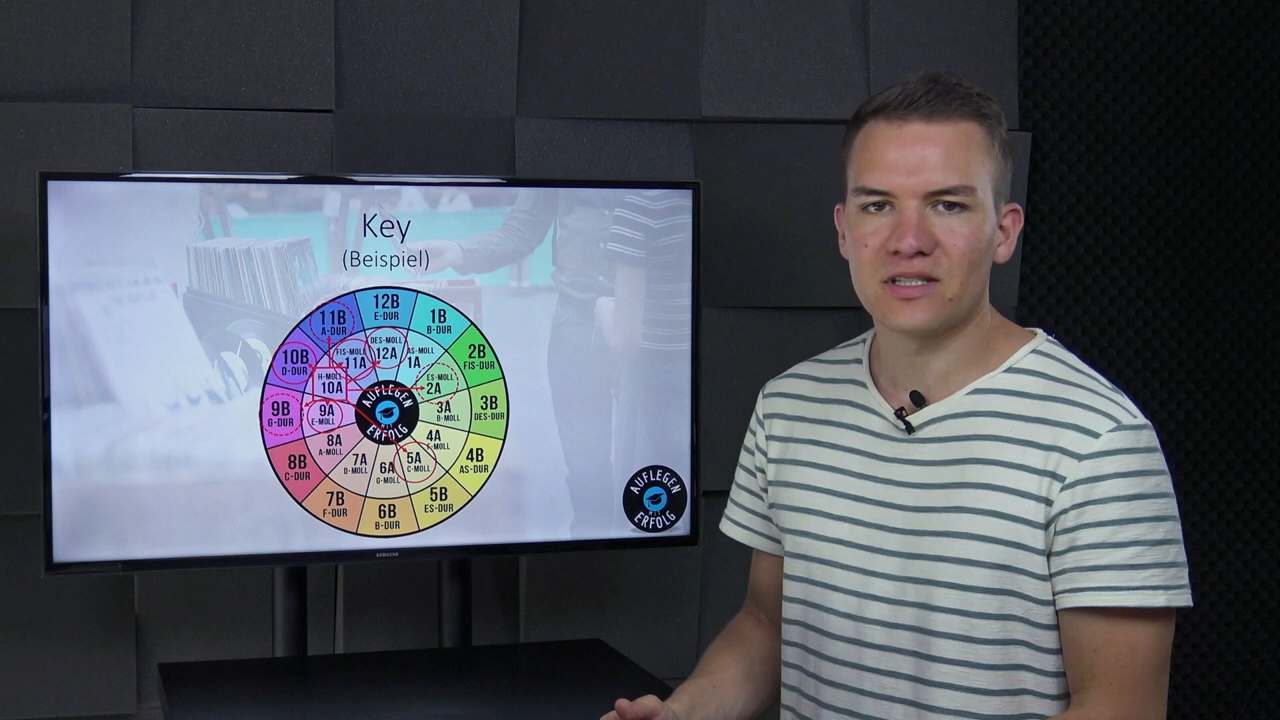 Key
(Beispiel)
12B
E-DUR
1B
B-DUR
2B
FIS-DUR
3B
DES-DUR
4B
AS-DUR
5B
ES-DUR
6B
B-DUR
7B
F-DUR
8B
C-DUR
9B
G-DUR
10B
D-DUR
11B
A-DUR
DES-MOLL
12A
AS-MOLL
1A
ES-MOLL
2A
3A
B-MOLL
4A
F-MOLL
5A
C-MOLL
6A
G-MOLL
7A
D-MOLL
8A
A-MOLL
9A
E-MOLL
H-MOLL
10A
FIS-MOLL
11A
AUFLEGEN
ERFOLG
AUFLEGEN
MIT
ERFOLG
SAMSUNG